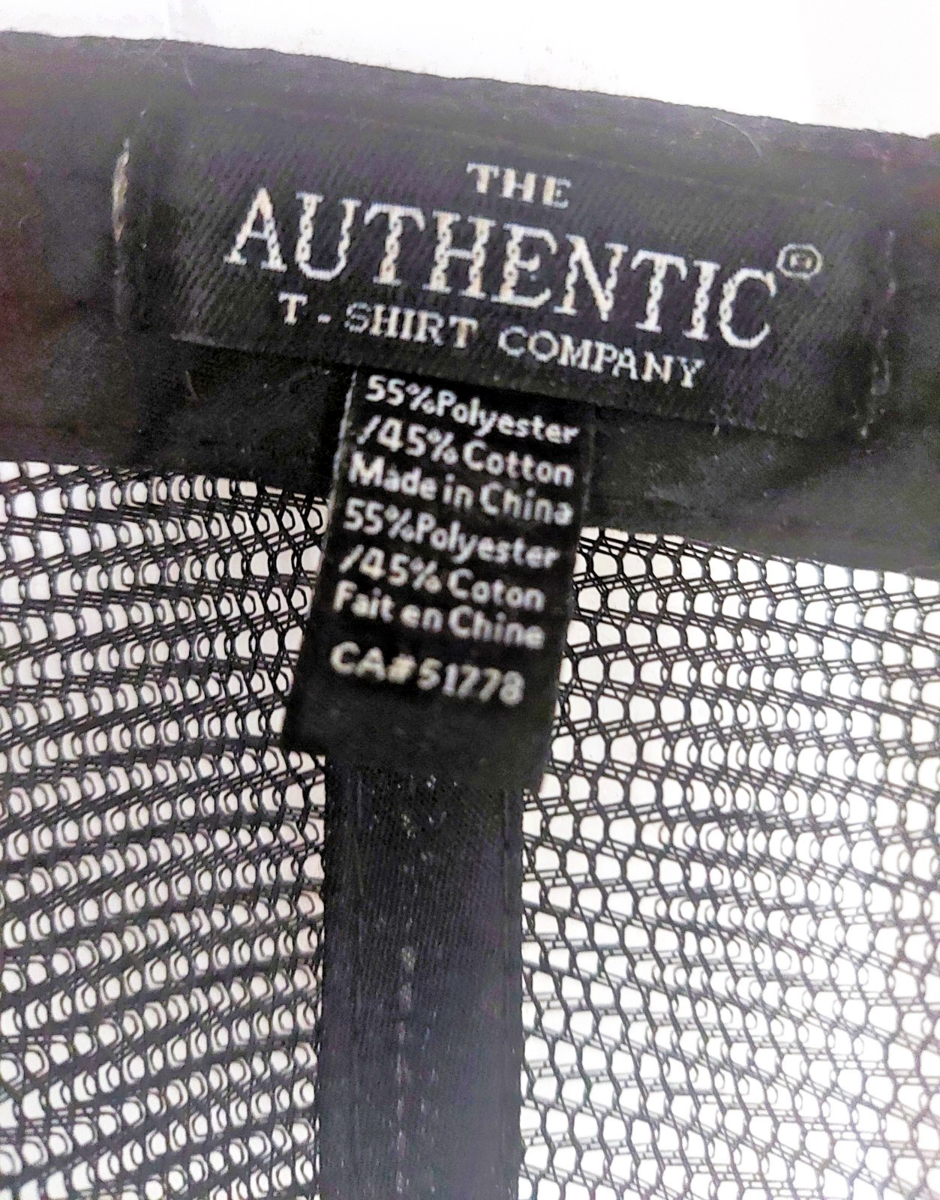 THE
AUTHENTIC®
T-SHIRT COMPANY
55%Polyester
/45%Cotton
Made in China
55%Polyester
/45%Coton
Fait en Chine
CA#51778